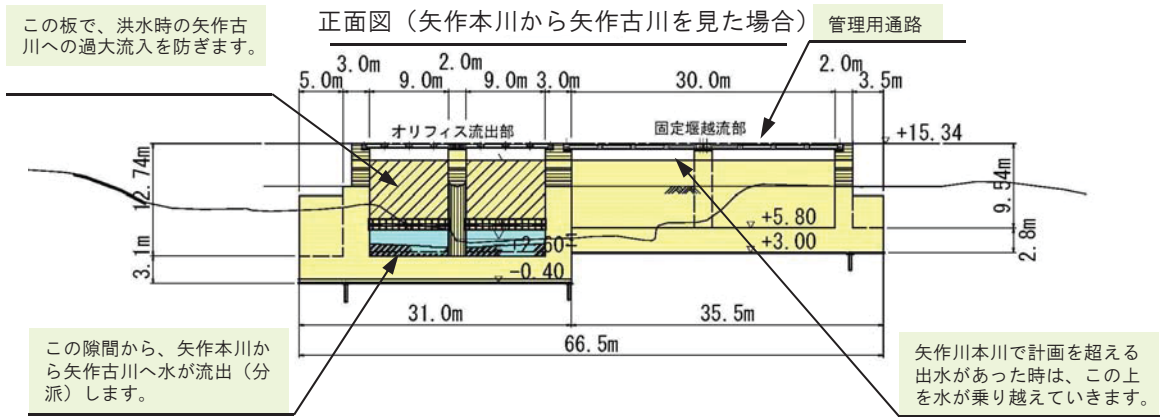 正面図（矢作本川から矢作古川を見た場合）
この板で、洪水時の矢作古
川への過大流入を防ぎます。
管理用通路
3.0m 2.0m 2.0m
5.0m 9.0m 9.0m 3.0m 30.0m 3.5m
オリフィス流出部 固定堰越流部
+15.34
12.74m
9.54m
+5.80
+2.60
+3.00
3.1m
2.8m
-0.40
31.0m 35.5m
66.5m
この隙間から、矢作本川か
ら矢作古川へ水が流出（分
派）します。
矢作川本川で計画を超える
出水があった時は、この上
を水が乗り越えていきます。